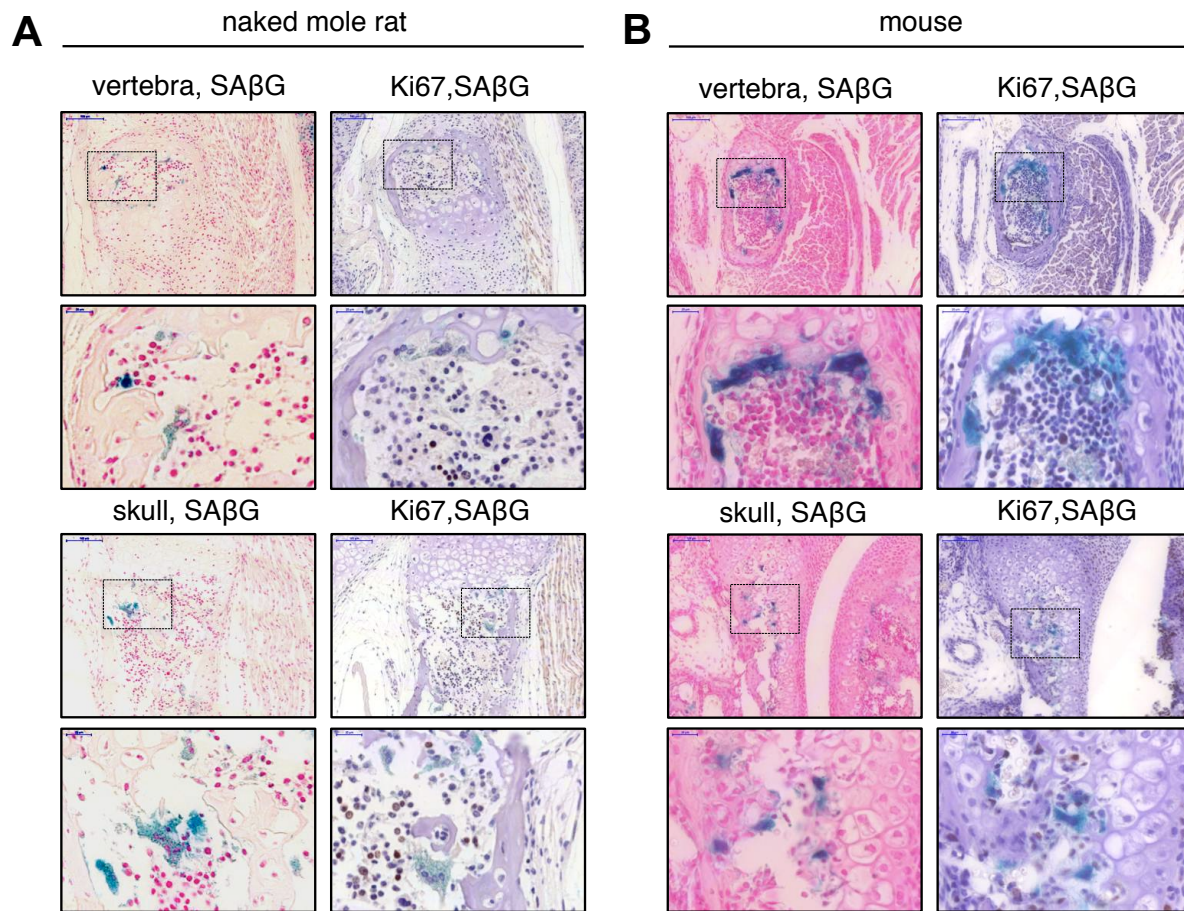 A
naked mole rat
vertebra, SAβG
Ki67,SAβG
skull, SAβG
Ki67,SAβG
B
mouse
vertebra, SAβG
Ki67,SAβG
skull, SAβG
Ki67,SAβG